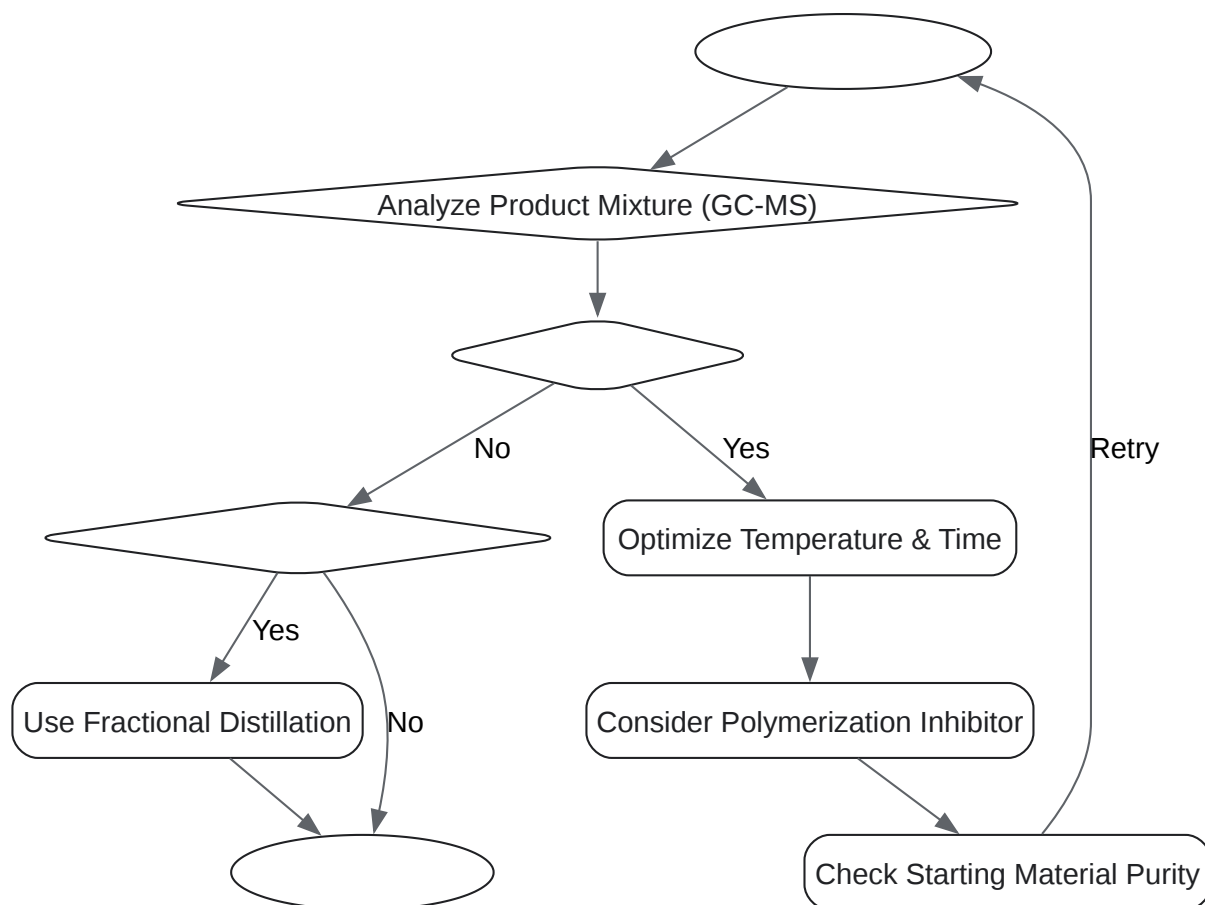 Analyze Product Mixture (GC-MS)
No
Yes
Retry
Optimize Temperature & Time
Yes
Use Fractional Distillation
No
Consider Polymerization Inhibitor
Check Starting Material Purity